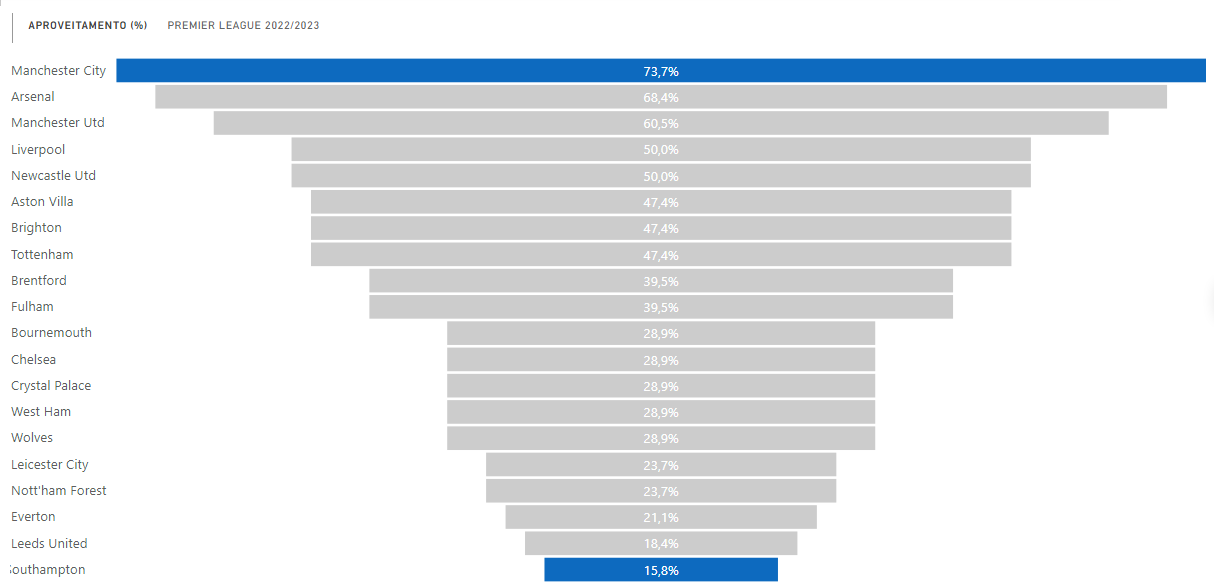 APROVEITAMENTO (%) PREMIER LEAGUE 2022/2023
Manchester City 73,7%
Arsenal 68,4%
Manchester Utd 60,5%
Liverpool 50,0%
Newcastle Utd 50,0%
Aston Villa 47,4%
Brighton 47,4%
Tottenham 47,4%
Brentford 39,5%
Fulham 39,5%
Bournemouth 28,9%
Chelsea 28,9%
Crystal Palace 28,9%
West Ham 28,9%
Wolves 28,9%
Leicester City 23,7%
Nott'ham Forest 23,7%
Everton 21,1%
Leeds United 18,4%
Southampton 15,8%